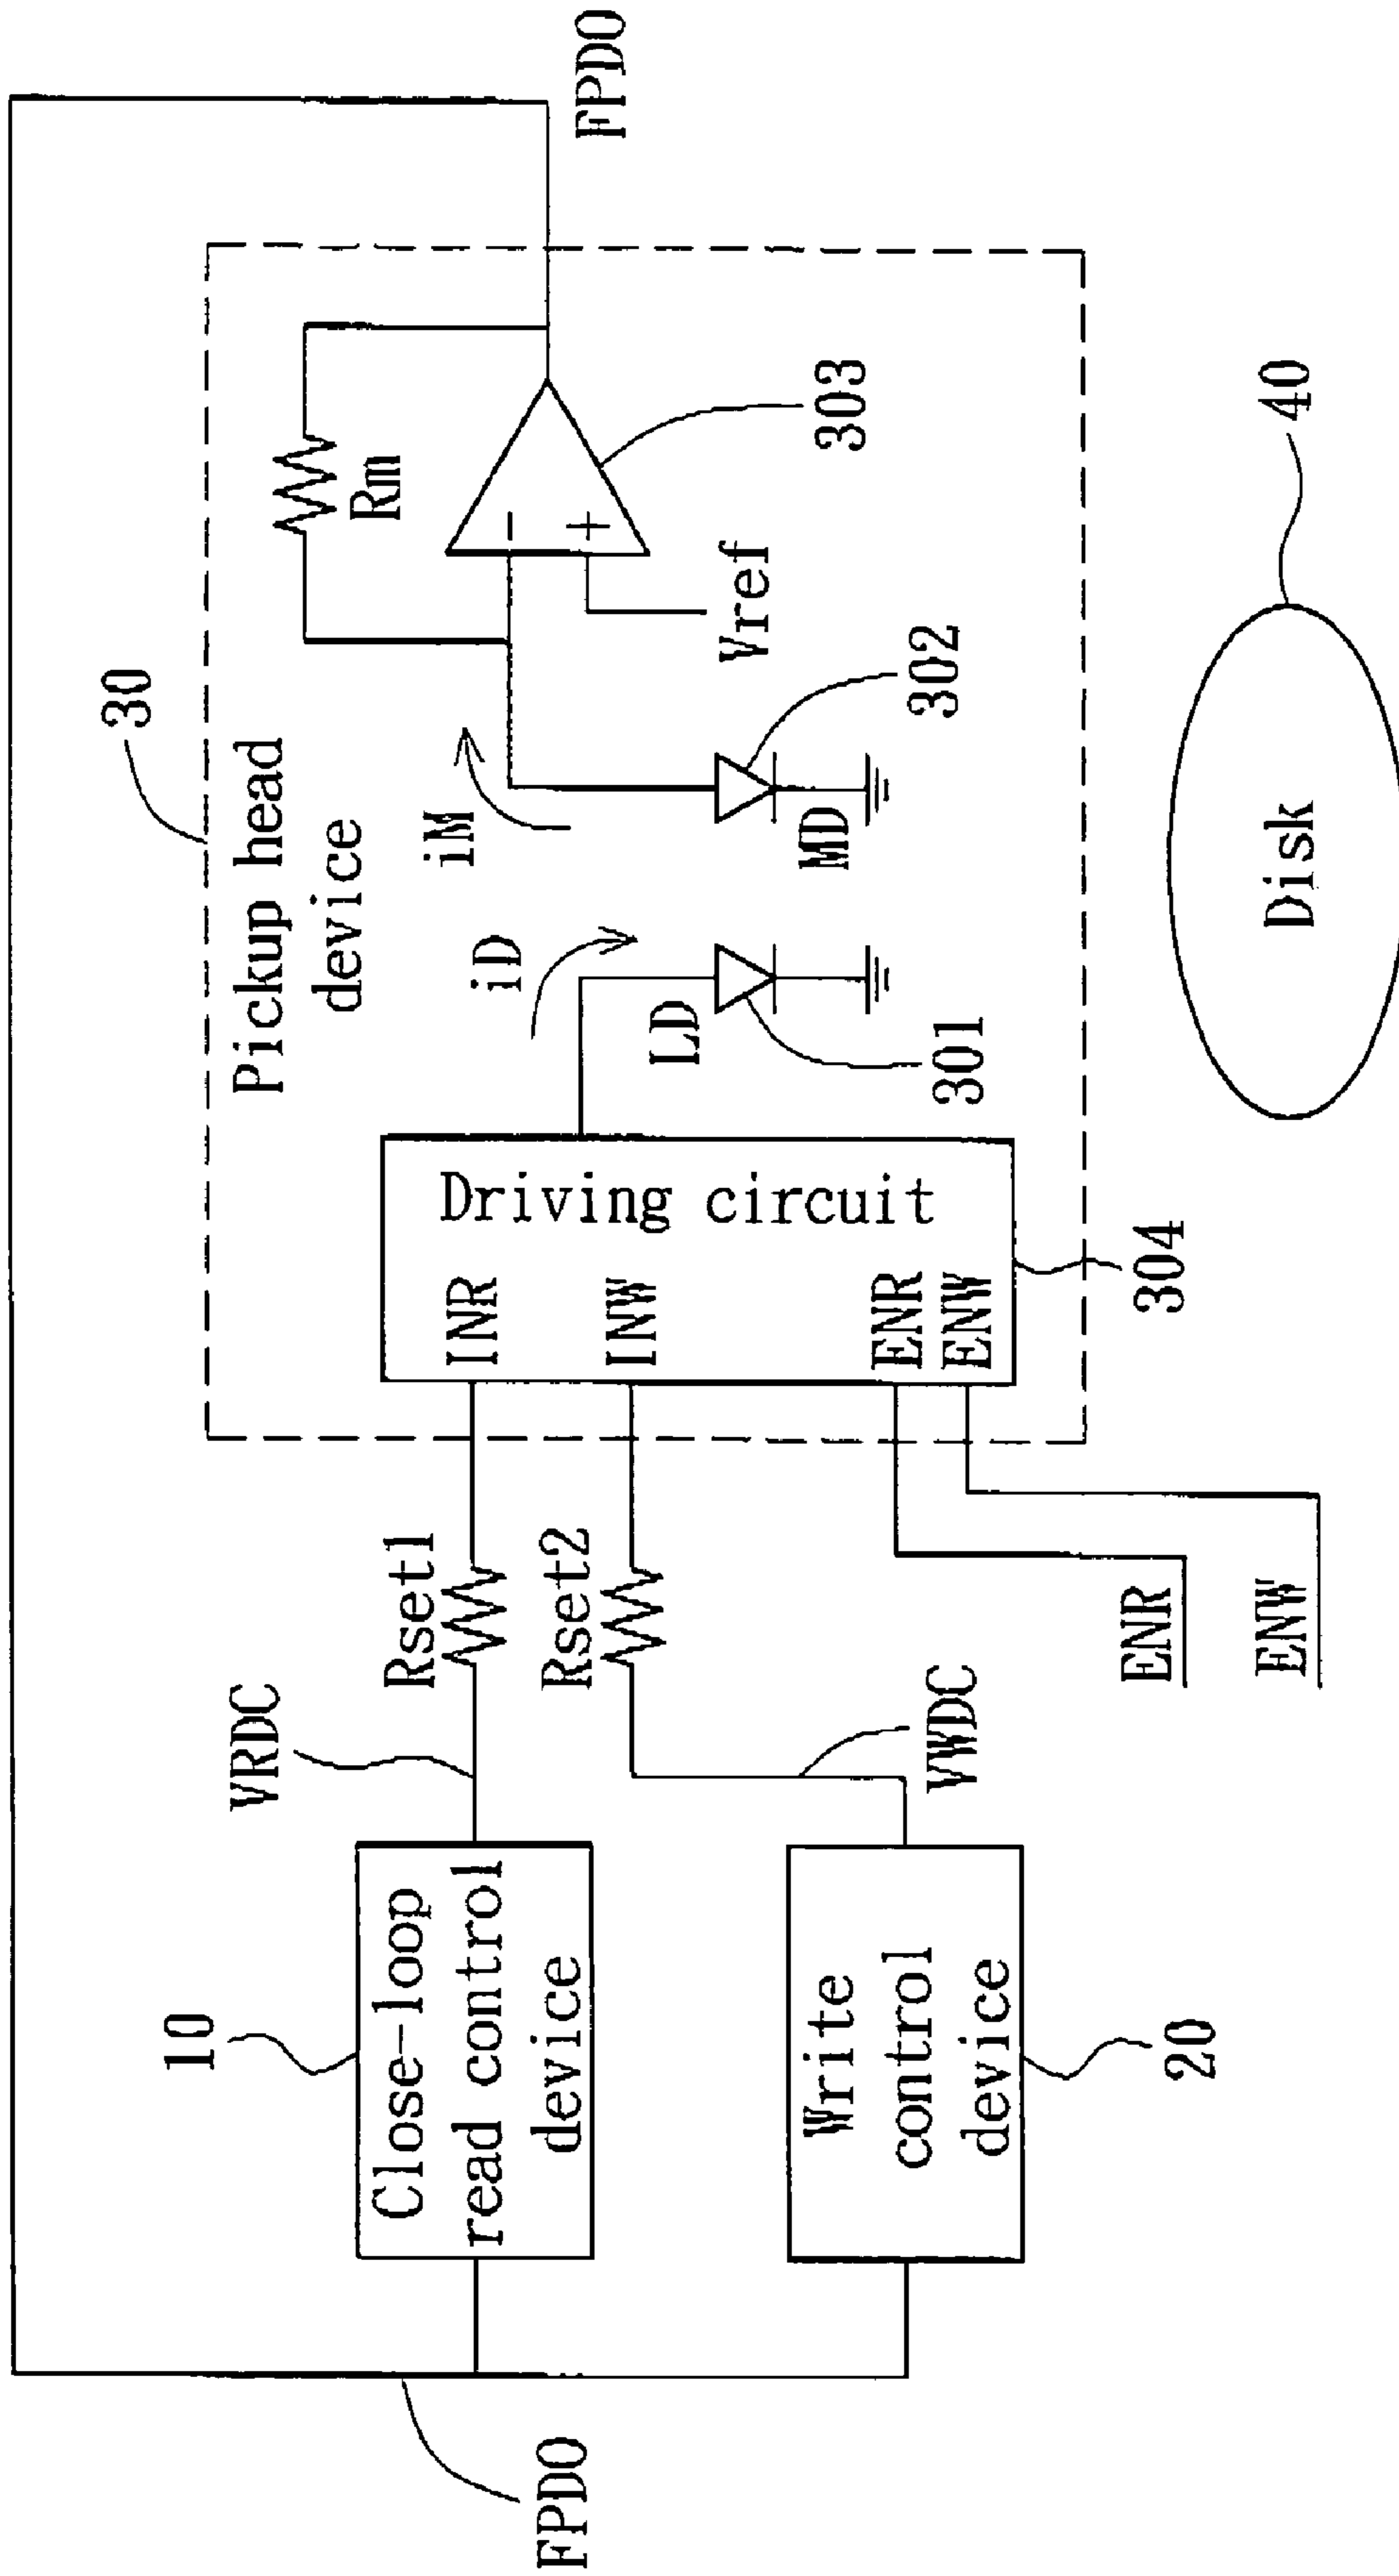 FPDO
10
Close-loop
read control
device
VRDC
Rset1
Write
control
device
20
VWDC
Rset2
ENR
ENW
30
Pickup head
device
Driving circuit
INR
INW
ENR
ENW
304
iD
LD
301
iM
MD
302
Rm
-
+
Vref
303
FPDO
Disk
40